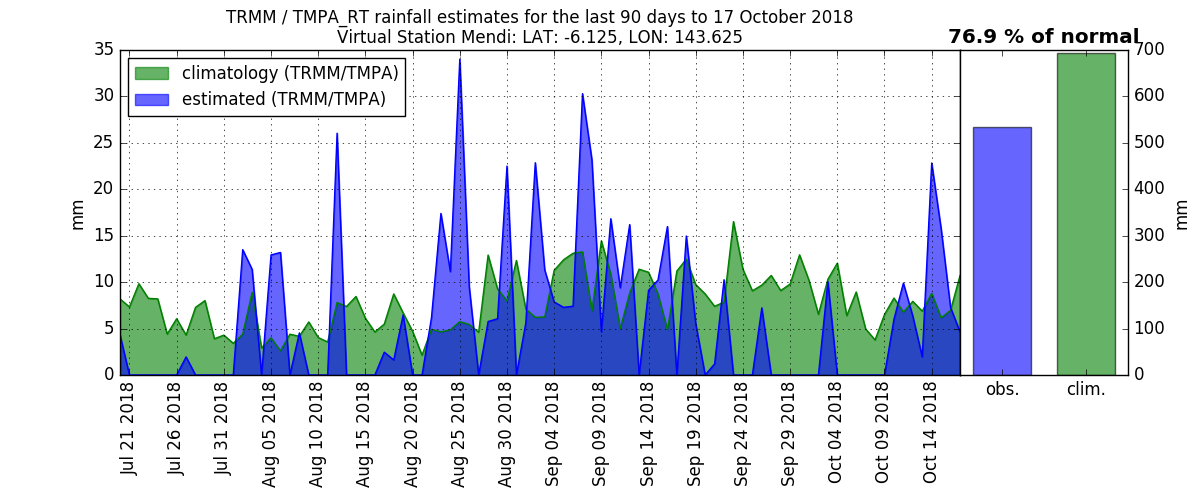 TRMM / TMPA_RT rainfall estimates for the last 90 days to 17 October 2018
Virtual Station Mendi: LAT: -6.125, LON: 143.625
76.9 % of normal
climatology (TRMM/TMPA)
estimated (TRMM/TMPA)
35
30
25
20
15
10
5
0
mm
700
600
500
400
300
200
100
0
mm
Jul 21 2018
Jul 26 2018
Jul 31 2018
Aug 05 2018
Aug 10 2018
Aug 15 2018
Aug 20 2018
Aug 25 2018
Aug 30 2018
Sep 04 2018
Sep 09 2018
Sep 14 2018
Sep 19 2018
Sep 24 2018
Sep 29 2018
Oct 04 2018
Oct 09 2018
Oct 14 2018
obs.
clim.